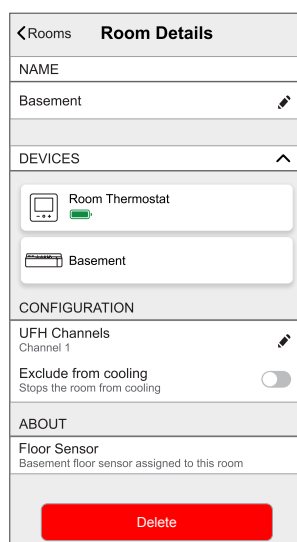 Rooms Room Details
NAME
Basement
DEVICES
Room Thermostat
Basement
CONFIGURATION
UFH Channels
Channel 1
Exclude from cooling
Stops the room from cooling
ABOUT
Floor Sensor
Basement floor sensor assigned to this room
Delete